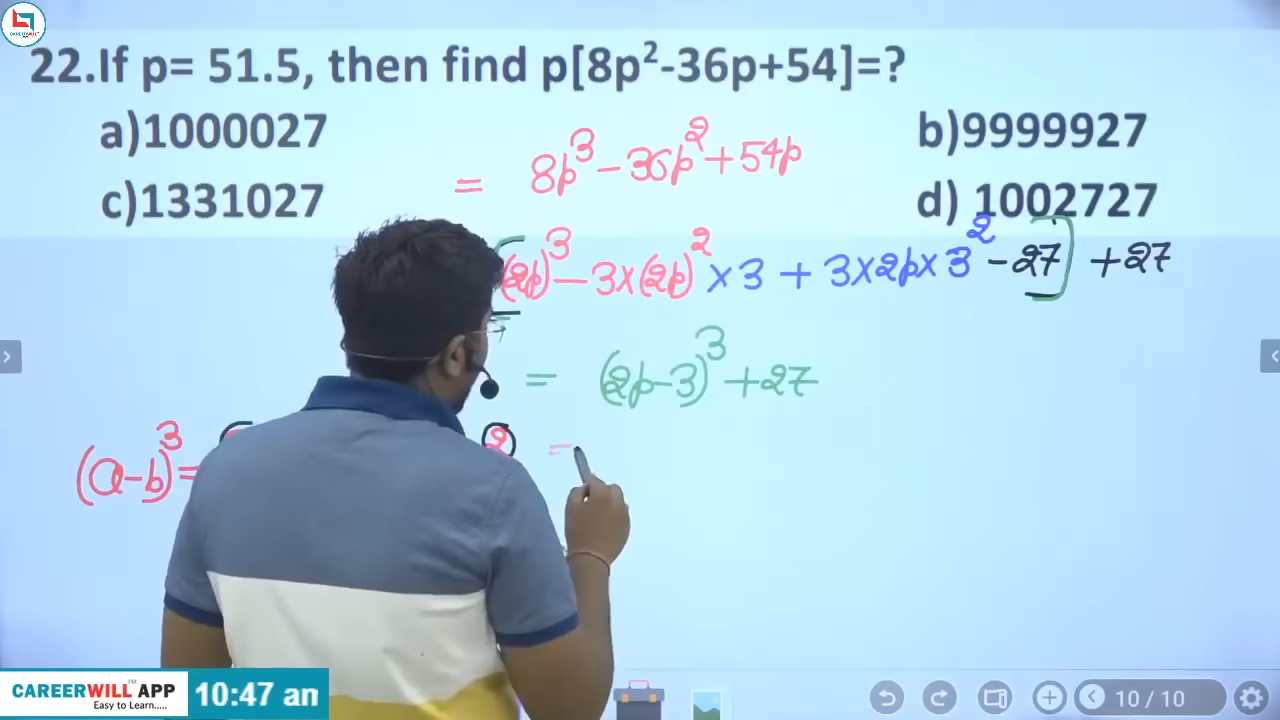 CAREERWILL
22.If p= 51.5, then find p[8p²-36p+54]=?
a)1000027 b)9999927
= 8p³ - 36p² + 54p
c)1331027 d) 1002727
(2p)³ - 3×(2p)² × 3 + 3×2p×3² - 27] + 27
= (2p-3)³ + 27
(a-b)³ = 2 =
CAREERWILL™ APP
Easy to Learn.....
10:47 an
10 / 10